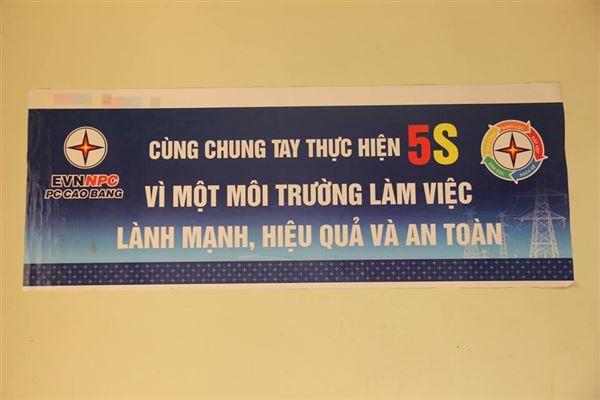 CÙNG CHUNG TAY THỰC HIỆN 5S
VÌ MỘT MÔI TRƯỜNG LÀM VIỆC
LÀNH MẠNH, HIỆU QUẢ VÀ AN TOÀN
EVNNPC
PC CAO BANG